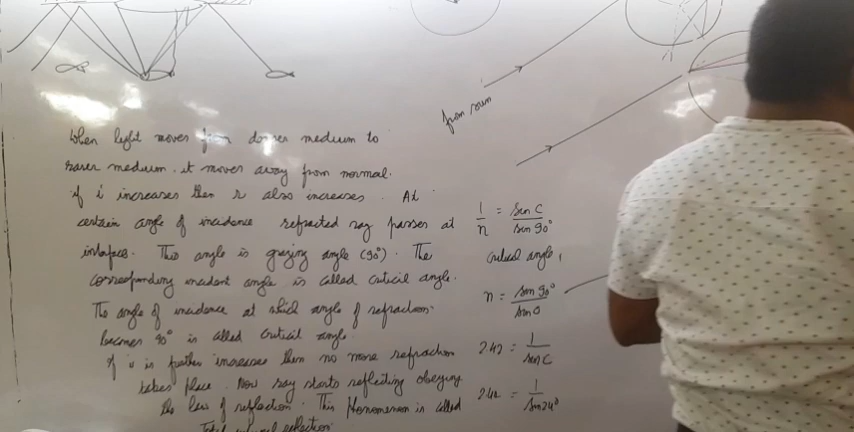 from sun
When light moves from denser medium to
rarer medium. it moves away from normal.
if i increases then r also increases. At
certain angle of incidence refracted ray passes at
interface. This angle is grazing angle (90°). The
corresponding incident angle is called critical angle.
The angle of incidence at which angle of refraction
becomes 90° is called critical angle.
if i is further increases then no more refraction
takes place. Now ray starts reflecting obeying
the law of reflection. This Phenomenon is called
Total reflection
1/n = sin C / sin 90°
critical angle,
n = sin 90° / sin C
2.42 = 1 / sin C
2.42 = 1 / sin 24°